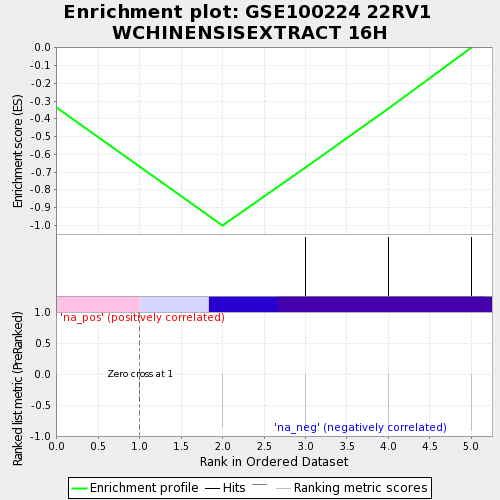 Enrichment plot: GSE100224 22RV1
WCHINENSISEXTRACT 16H
Enrichment score (ES)
0.0
-0.1
-0.2
-0.3
-0.4
-0.5
-0.6
-0.7
-0.8
-0.9
-1.0
Ranked list metric (PreRanked)
1.0
0.5
0.0
-0.5
-1.0
'na_pos' (positively correlated)
Zero cross at 1
'na_neg' (negatively correlated)
0.0 0.5 1.0 1.5 2.0 2.5 3.0 3.5 4.0 4.5 5.0
Rank in Ordered Dataset
Enrichment profile Hits Ranking metric scores